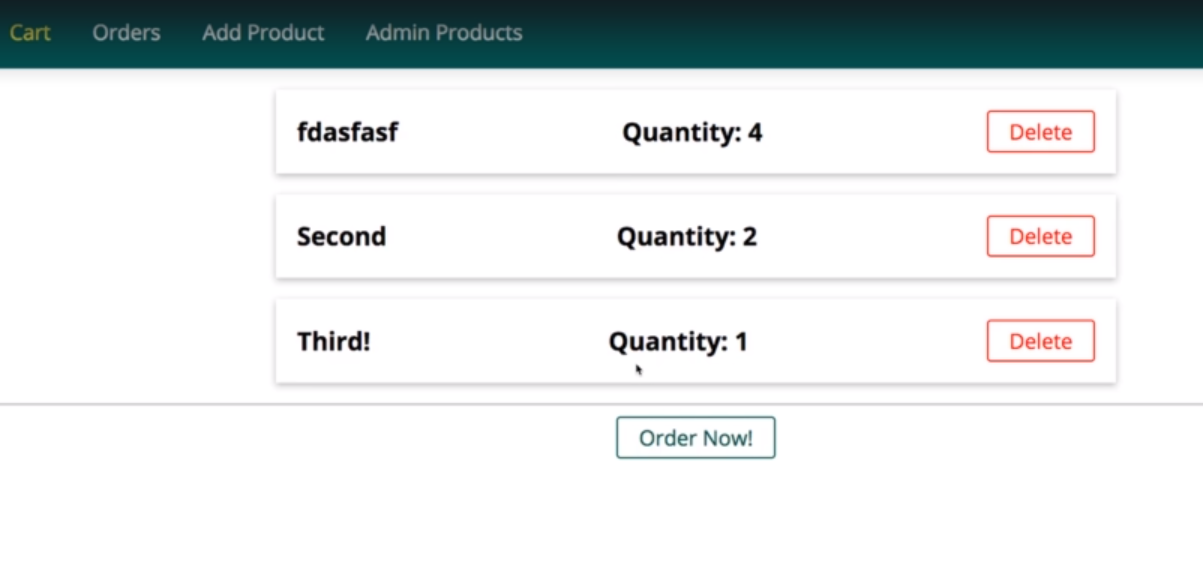 Cart Orders Add Product Admin Products
fdasfasf Quantity: 4 Delete
Second Quantity: 2 Delete
Third! Quantity: 1 Delete
Order Now!